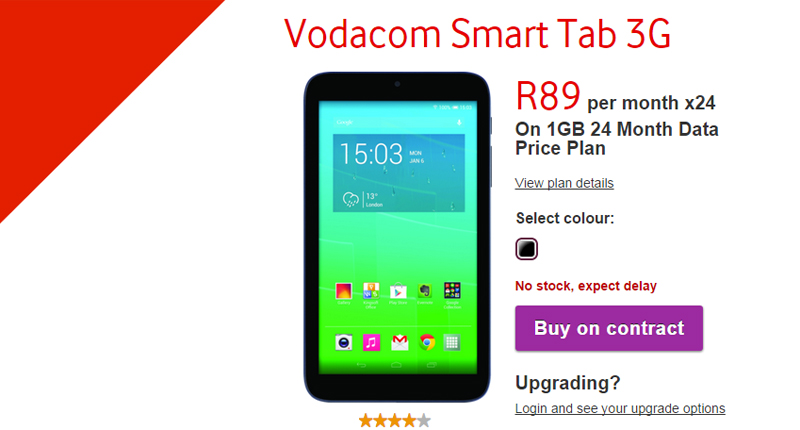 Vodacom Smart Tab 3G
R89 per month x24
On 1GB 24 Month Data
Price Plan
View plan details
Select colour:
No stock, expect delay
Buy on contract
Upgrading?
Login and see your upgrade options
15:03
MON
JAN 6
13°
London
Google